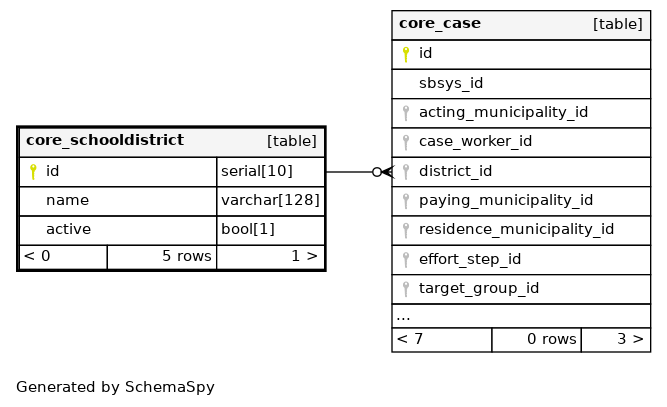 core_schooldistrict [table]
id serial[10]
name varchar[128]
active bool[1]
< 0 5 rows 1 >
core_case [table]
id
sbsys_id
acting_municipality_id
case_worker_id
district_id
paying_municipality_id
residence_municipality_id
effort_step_id
target_group_id
...
< 7 0 rows 3 >
Generated by SchemaSpy